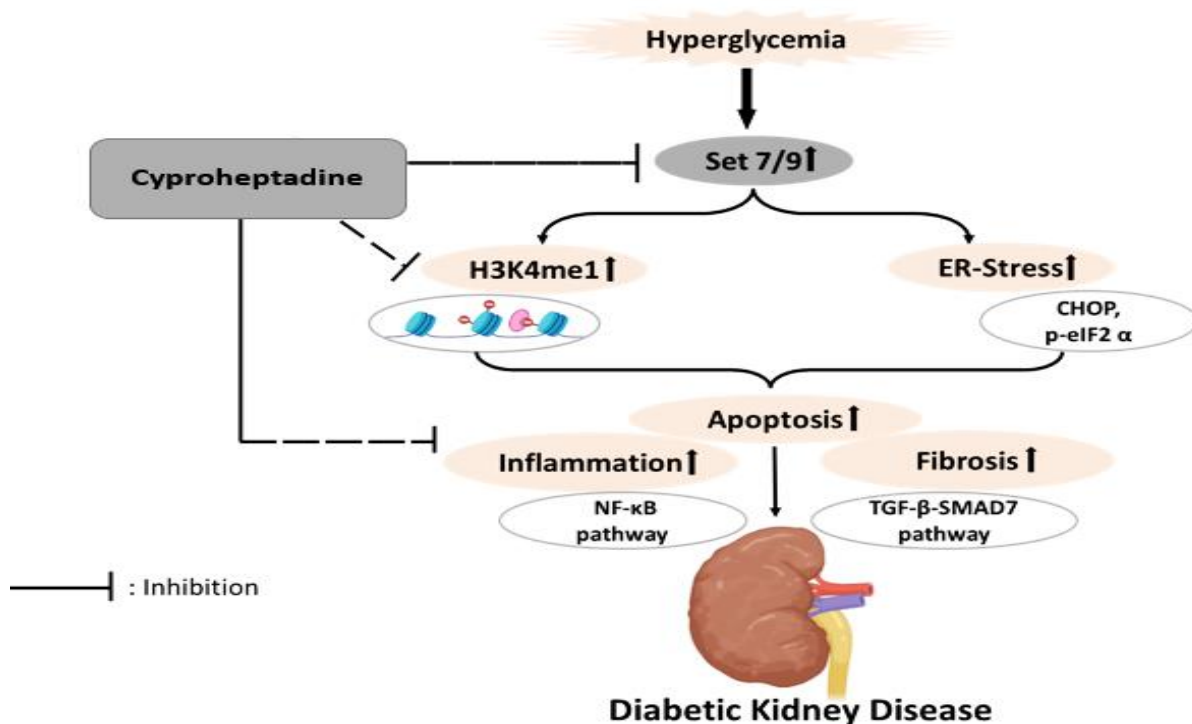 Hyperglycemia
Set 7/9⬆
Cyproheptadine
H3K4me1⬆
ER-Stress⬆
CHOP,
p-eIF2 α
Apoptosis⬆
Inflammation⬆
Fibrosis⬆
NF-κB
pathway
TGF-β-SMAD7
pathway
: Inhibition
Diabetic Kidney Disease